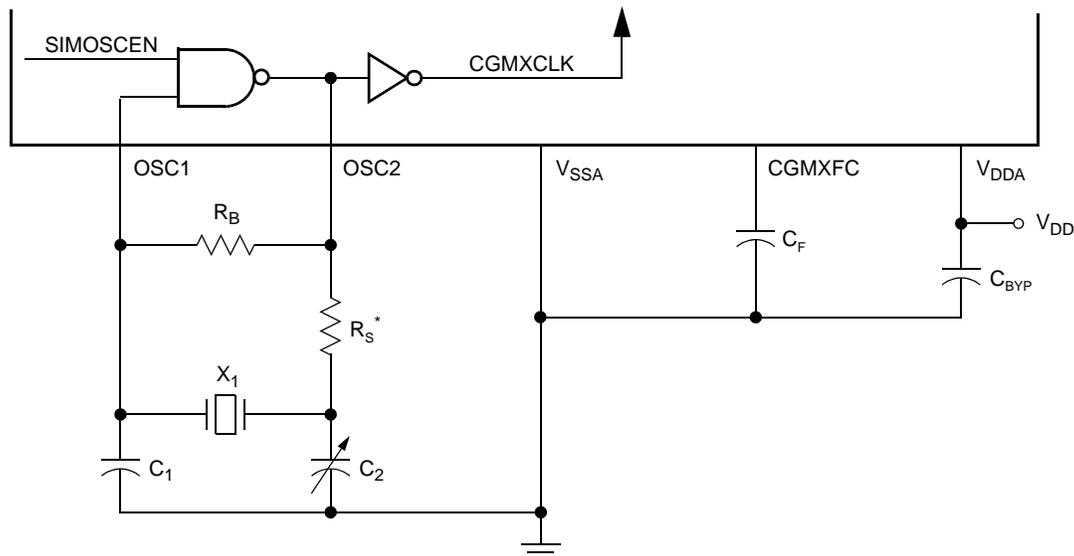 SIMOSCEN
CGMXCLK
OSC1
OSC2
VSSA
CGMXFC
VDDA
RB
VDD
CF
CBYP
RS*
X1
C1
C2